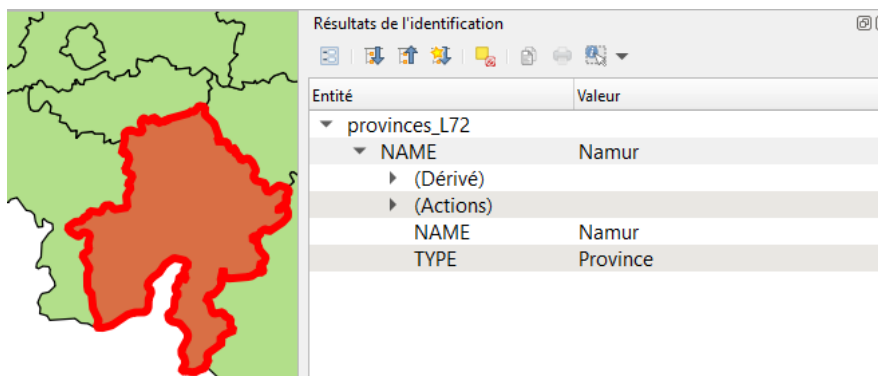 Résultats de l'identification
Entité Valeur
provinces_L72
NAME Namur
(Dérivé)
(Actions)
NAME Namur
TYPE Province